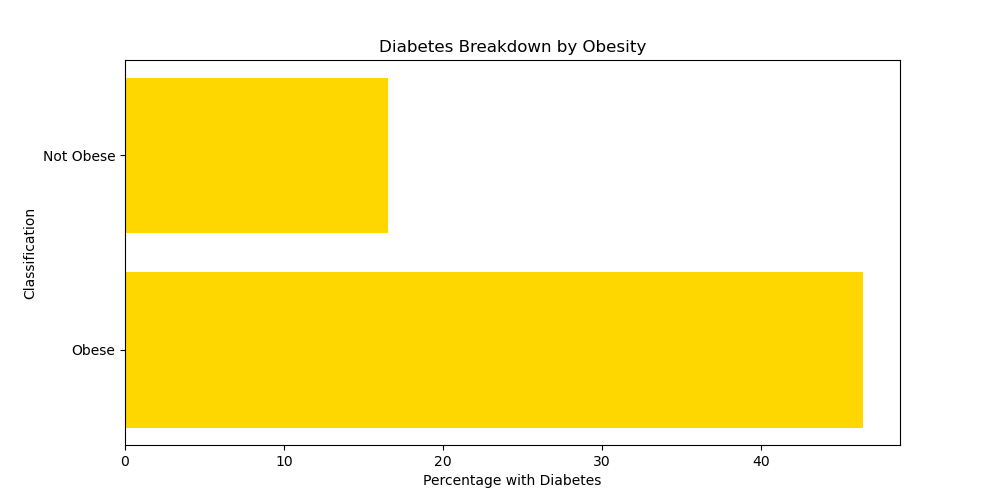 Diabetes Breakdown by Obesity
Classification
Not Obese
Obese
0 10 20 30 40
Percentage with Diabetes